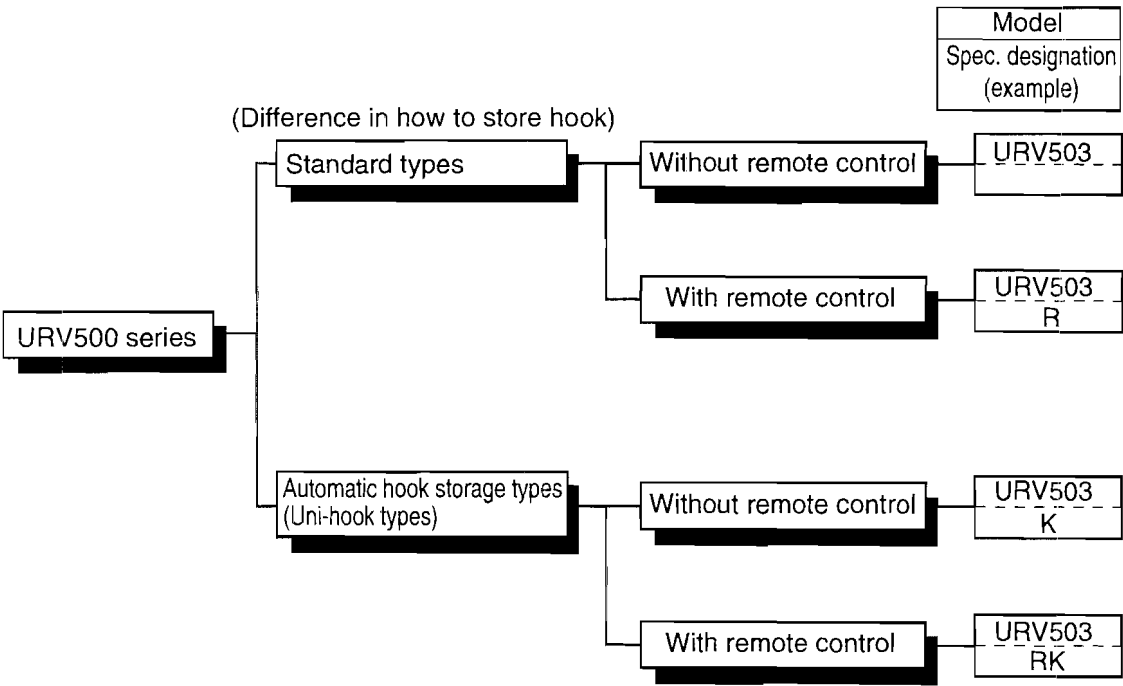 Model
Spec. designation
(example)
(Difference in how to store hook)
Standard types
Without remote control
URV503
With remote control
URV503
R
URV500 series
Automatic hook storage types
(Uni-hook types)
Without remote control
URV503
K
With remote control
URV503
RK